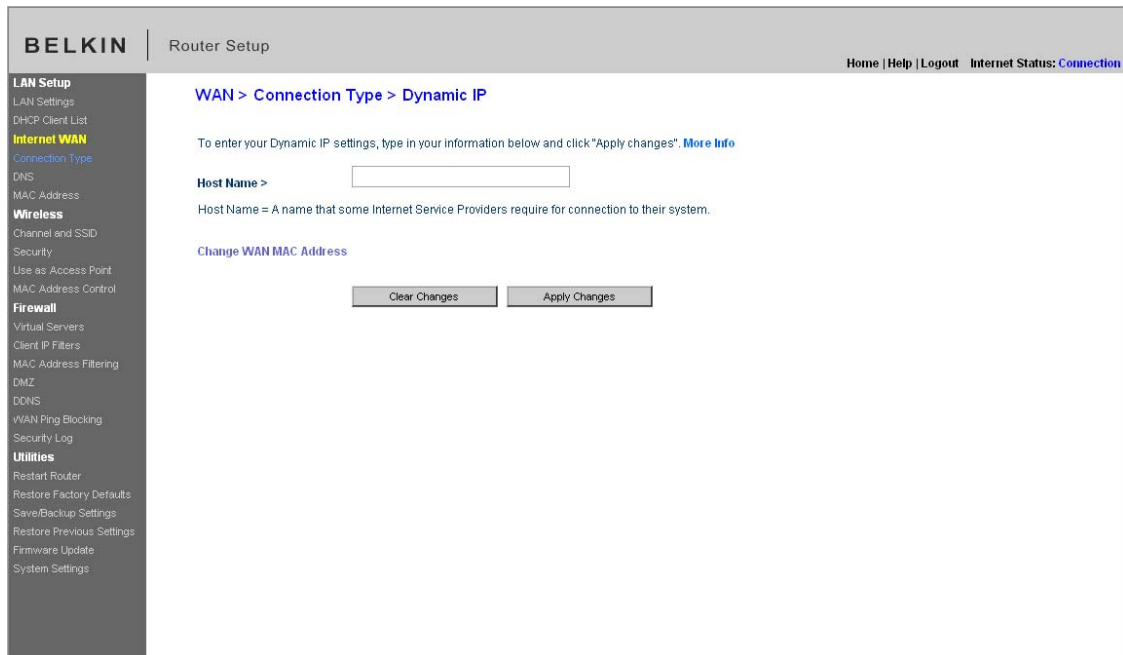 BELKIN
Router Setup
Home | Help | Logout Internet Status: Connection
LAN Setup
LAN Settings
DHCP Client List
Internet WAN
Connection Type
DNS
MAC Address
Wireless
Channel and SSID
Security
Use as Access Point
MAC Address Control
Firewall
Virtual Servers
Client IP Filters
MAC Address Filtering
DMZ
DDNS
WAN Ping Blocking
Security Log
Utilities
Restart Router
Restore Factory Defaults
Save/Backup Settings
Restore Previous Settings
Firmware Update
System Settings
WAN > Connection Type > Dynamic IP
To enter your Dynamic IP settings, type in your information below and click "Apply changes". More Info
Host Name >
Host Name = A name that some Internet Service Providers require for connection to their system.
Change WAN MAC Address
Clear Changes Apply Changes